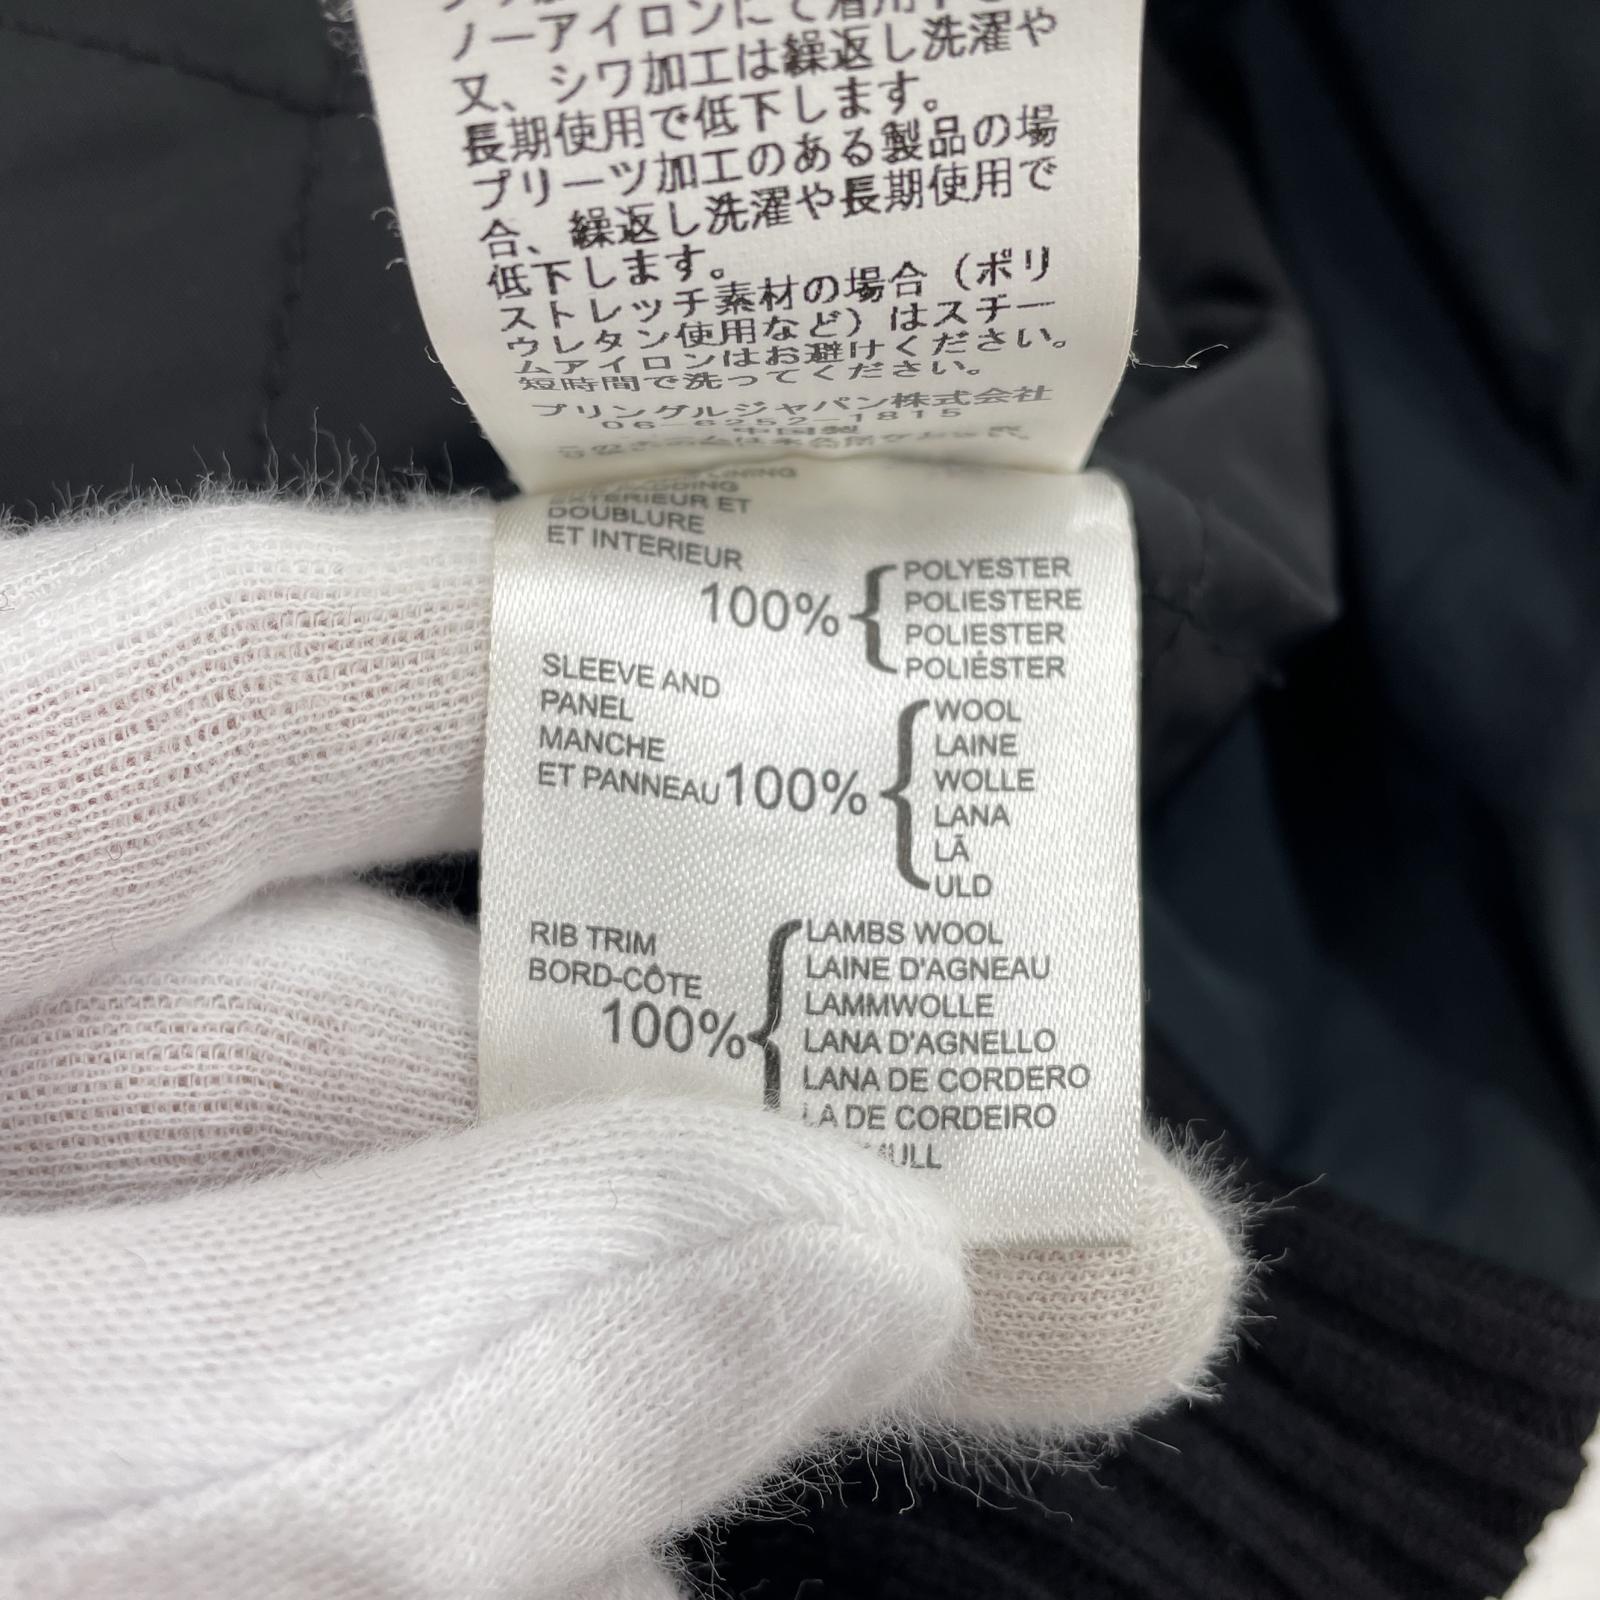 ノーアイロンにて着用
又、シワ加工は繰返し洗濯や
長期使用で低下します。
プリーツ加工のある製品の場
合、繰返し洗濯や長期使用で
低下します。
ストレッチ素材の場合（ポリ
ウレタン使用など）はスチー
ムアイロンはお避けください。
短時間で洗ってください。
プリングルジャパン株式会社
06-6252-1815
中国製
LINING
EXTERIEUR ET
DOUBLURE
ET INTERIEUR
100% { POLYESTER
POLIESTERE
POLIESTER
POLIÉSTER
SLEEVE AND
PANEL
MANCHE
ET PANNEAU 100% { WOOL
LAINE
WOLLE
LANA
LÃ
ULD
RIB TRIM
BORD-CÔTE
100% { LAMBS WOOL
LAINE D'AGNEAU
LAMMWOLLE
LANA D'AGNELLO
LANA DE CORDERO
LA DE CORDEIRO